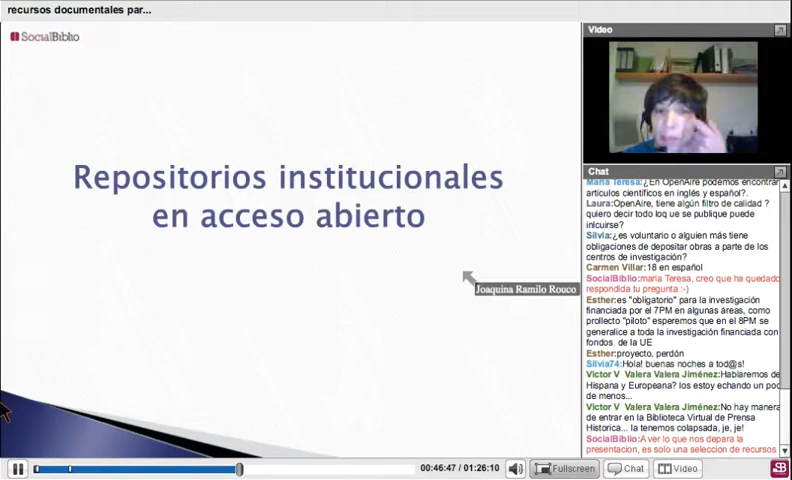 recursos documentales par...
SocialBiblio
Repositorios institucionales
en acceso abierto
Joaquina Ramilo Rouco
Video
Chat
Maria Teresa:¿En OpenAire podemos encontrar
articulos científicos en inglés y español?.
Laura:OpenAire, tiene algún filtro de calidad ?
quiero decir todo loq ue se publique puede
inlcuirse?
Silvia:¿es voluntario o alguien más tiene
obligaciones de depositar obras a parte de los
centros de investigación?
Carmen Villar: 18 en español
SocialBiblio:maria Teresa, creo que ha quedado
respondida tu pregunta :-)
Esther:es "obligatorio" para la investigación
financiada por el 7PM en algunas áreas, como
prollecto "piloto" esperemos que en el 8PM se
generalice a toda la investigación financiada con
fondos de la UE
Esther:proyecto, perdón
Silvia74:Hola! buenas noches a tod@s!
Victor V Valera Valera Jiménez:Hablaremos de
Hispana y Europeana? los estoy echando un poc
de menos...
Victor V Valera Valera Jiménez:No hay manera
de entrar en la Biblioteca Virtual de Prensa
Historica... la tenemos colapsada, je, je!
SocialBiblio:A ver lo que nos depara la
presentacion, es solo una seleccion de recursos
00:46:47 / 01:26:10
Fullscreen
Chat
Video
SB